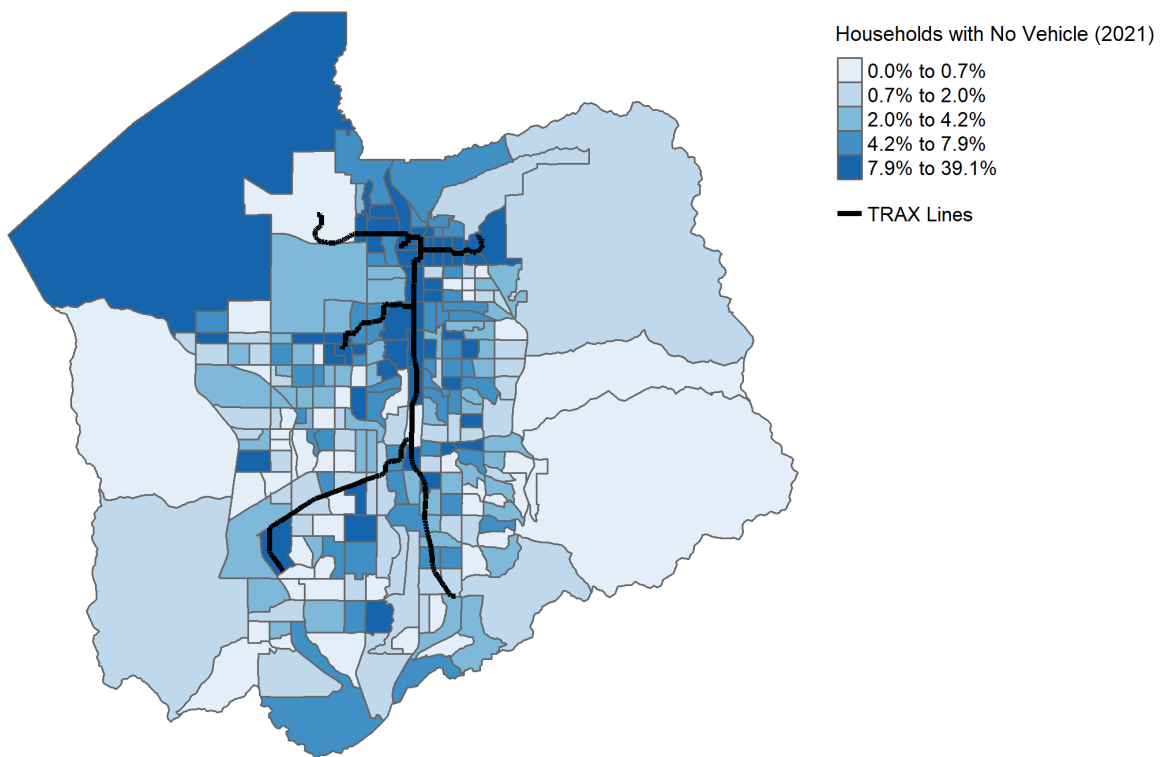 Households with No Vehicle (2021)
0.0% to 0.7%
0.7% to 2.0%
2.0% to 4.2%
4.2% to 7.9%
7.9% to 39.1%
TRAX Lines